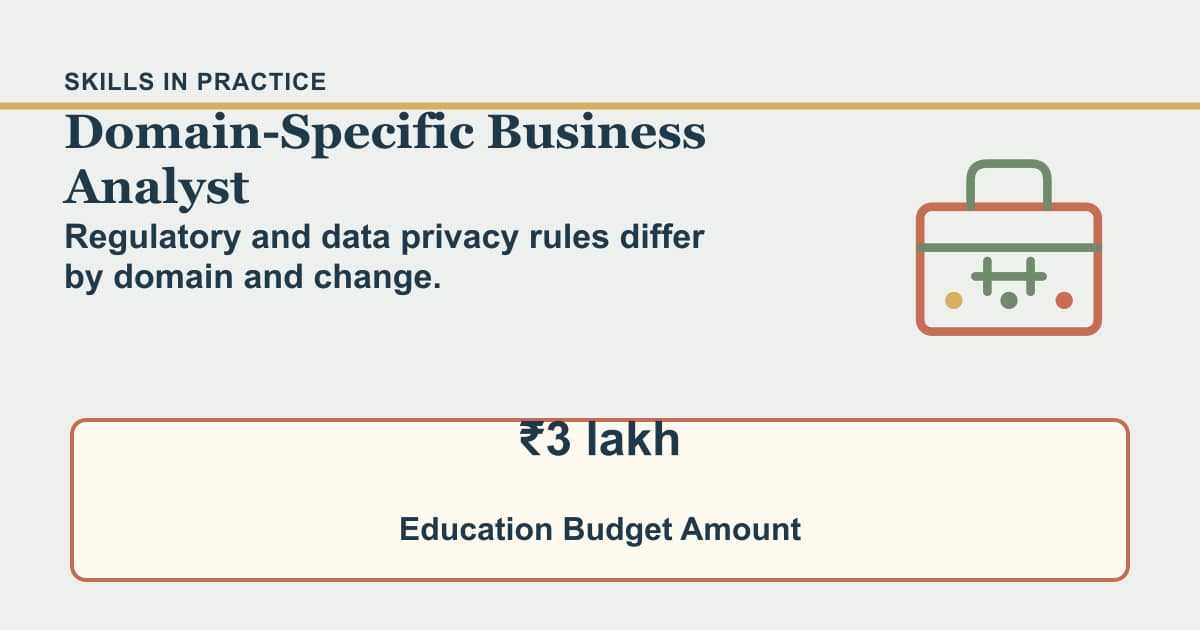 SKILLS IN PRACTICE
Domain-Specific Business
Analyst
Regulatory and data privacy rules differ
by domain and change.
₹3 lakh
Education Budget Amount